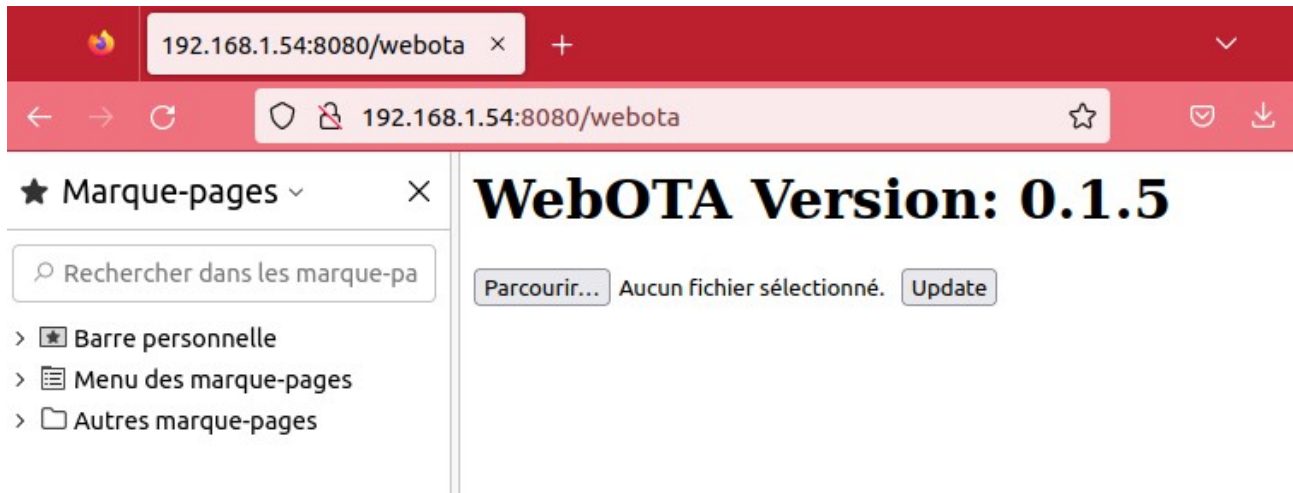 192.168.1.54:8080/webota
192.168.1.54:8080/webota
Marque-pages
WebOTA Version: 0.1.5
Rechercher dans les marque-pa
Parcourir... Aucun fichier sélectionné. Update
Barre personnelle
Menu des marque-pages
Autres marque-pages